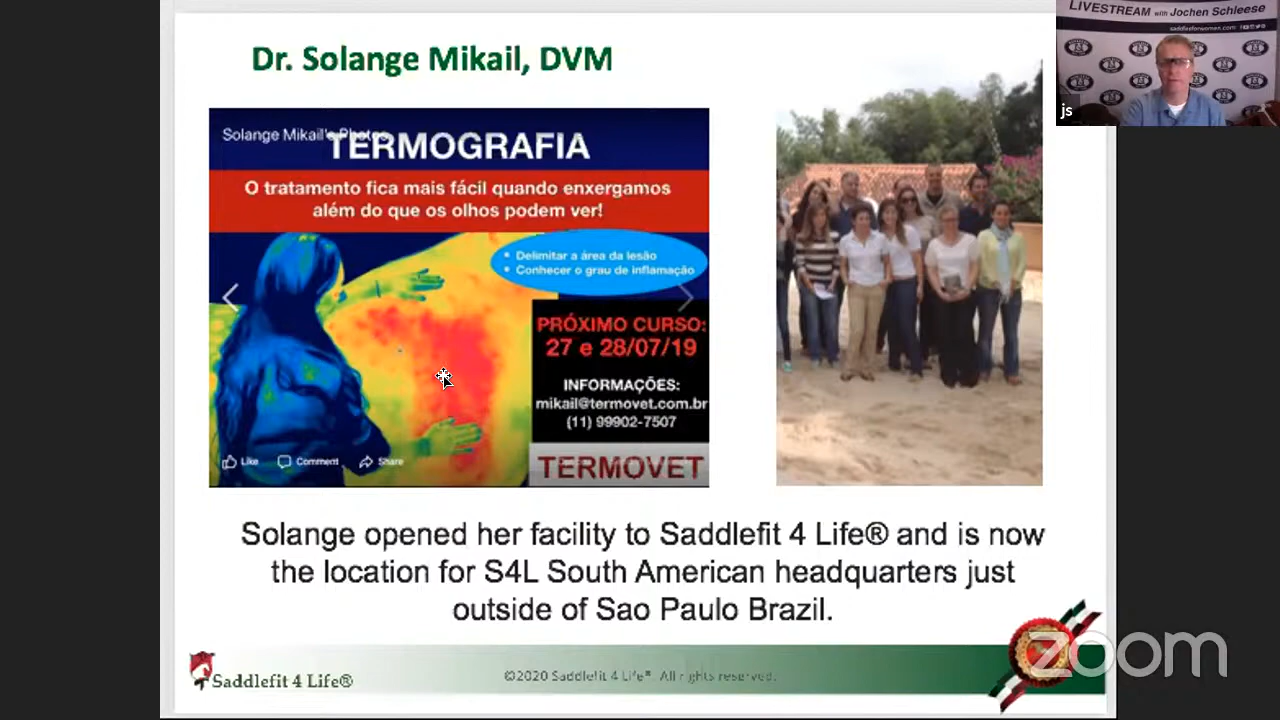 LIVESTREAM with Jochen Schleese
saddlesforwomen.com
js
Dr. Solange Mikail, DVM
Solange Mikail's Photos
TERMOGRAFIA
O tratamento fica mais fácil quando enxergamos
além do que os olhos podem ver!
• Delimitar a área da lesão
• Conhecer o grau de inflamação
PRÓXIMO CURSO:
27 e 28/07/19
INFORMAÇÕES:
mikail@termovet.com.br
(11) 99902-7507
Like Comment Share
TERMOVET
Solange opened her facility to Saddlefit 4 Life® and is now
the location for S4L South American headquarters just
outside of Sao Paulo Brazil.
Saddlefit 4 Life®
©2020 Saddlefit 4 Life®. All rights reserved.
zoom